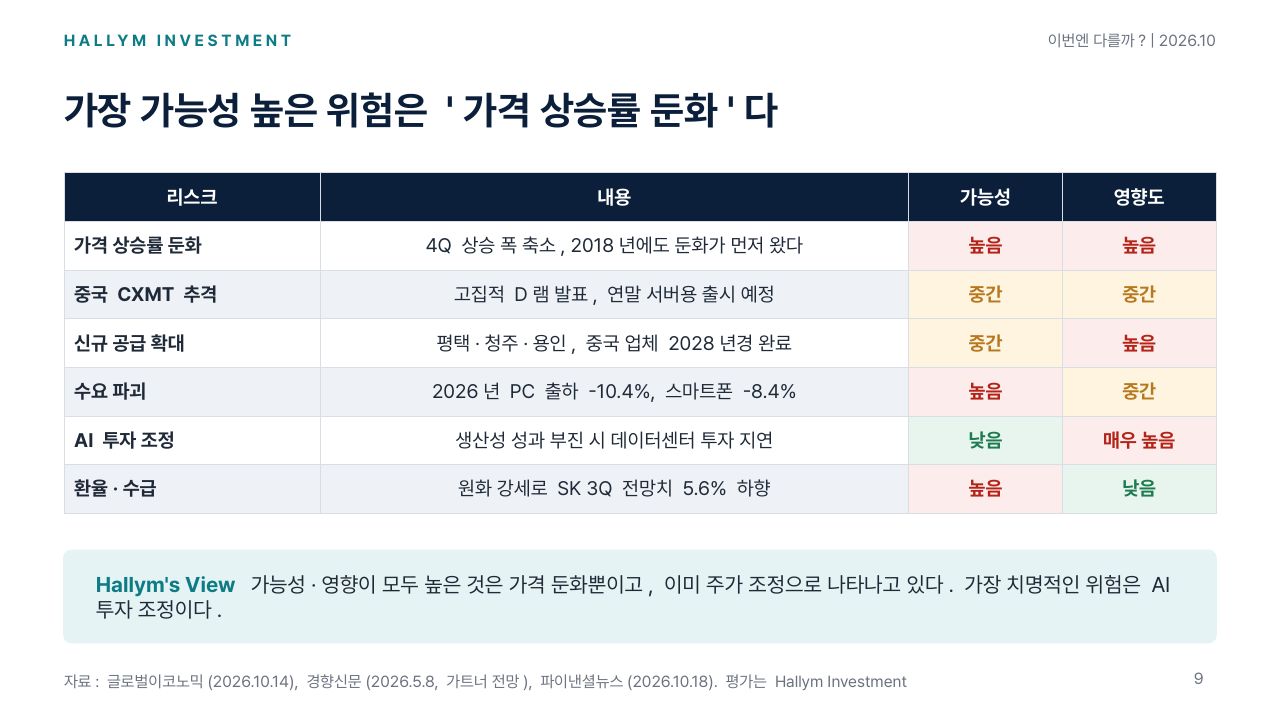 HALLYM INVESTMENT
이번엔 다를까 ? | 2026.10
가장 가능성 높은 위험은 ' 가격 상승률 둔화 ' 다
리스크 내용 가능성 영향도
가격 상승률 둔화 4Q 상승 폭 축소 , 2018 년에도 둔화가 먼저 왔다 높음 높음
중국 CXMT 추격 고집적 D 램 발표 , 연말 서버용 출시 예정 중간 중간
신규 공급 확대 평택 · 청주 · 용인 , 중국 업체 2028 년경 완료 중간 높음
수요 파괴 2026 년 PC 출하 -10.4%, 스마트폰 -8.4% 높음 중간
AI 투자 조정 생산성 성과 부진 시 데이터센터 투자 지연 낮음 매우 높음
환율 · 수급 원화 강세로 SK 3Q 전망치 5.6% 하향 높음 낮음
Hallym's View 가능성 · 영향이 모두 높은 것은 가격 둔화뿐이고 , 이미 주가 조정으로 나타나고 있다 . 가장 치명적인 위험은 AI
투자 조정이다 .
자료 : 글로벌이코노믹 (2026.10.14), 경향신문 (2026.5.8, 가트너 전망 ), 파이낸셜뉴스 (2026.10.18). 평가는 Hallym Investment
9